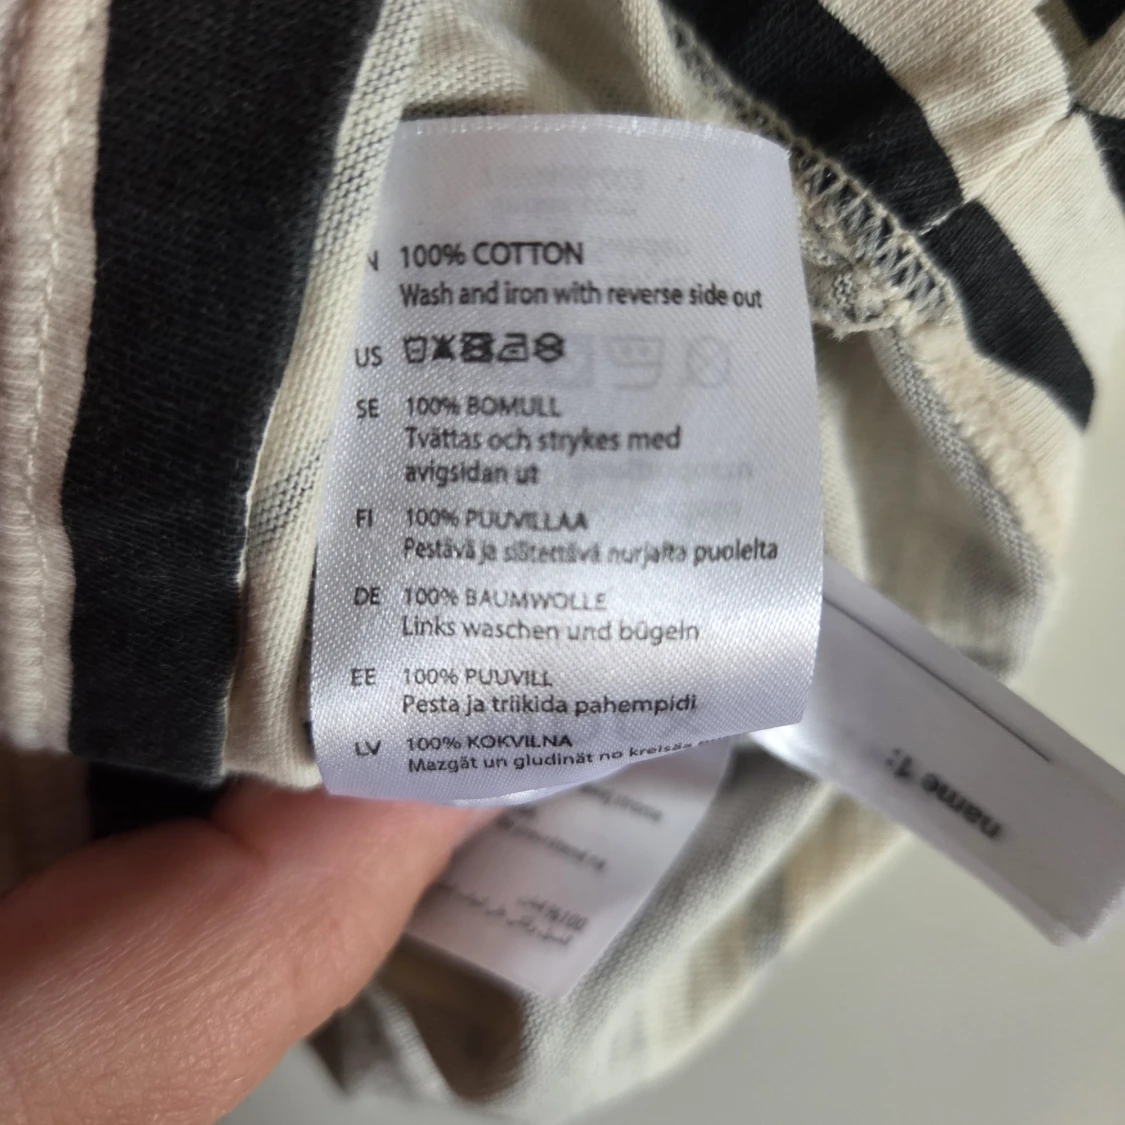 100% COTTON
Wash and iron with reverse side out
US
SE 100% BOMULL
Tvättas och strykes med
avigsidan ut
FI 100% PUUVILLAA
Pestävä ja silitettävä nurjalta puolelta
DE 100% BAUMWOLLE
Links waschen und bügeln
EE 100% PUUVILL
Pesta ja triikida pahempidi
LV 100% KOKVILNA
Mazgāt un gludināt no kreisās
name 1: